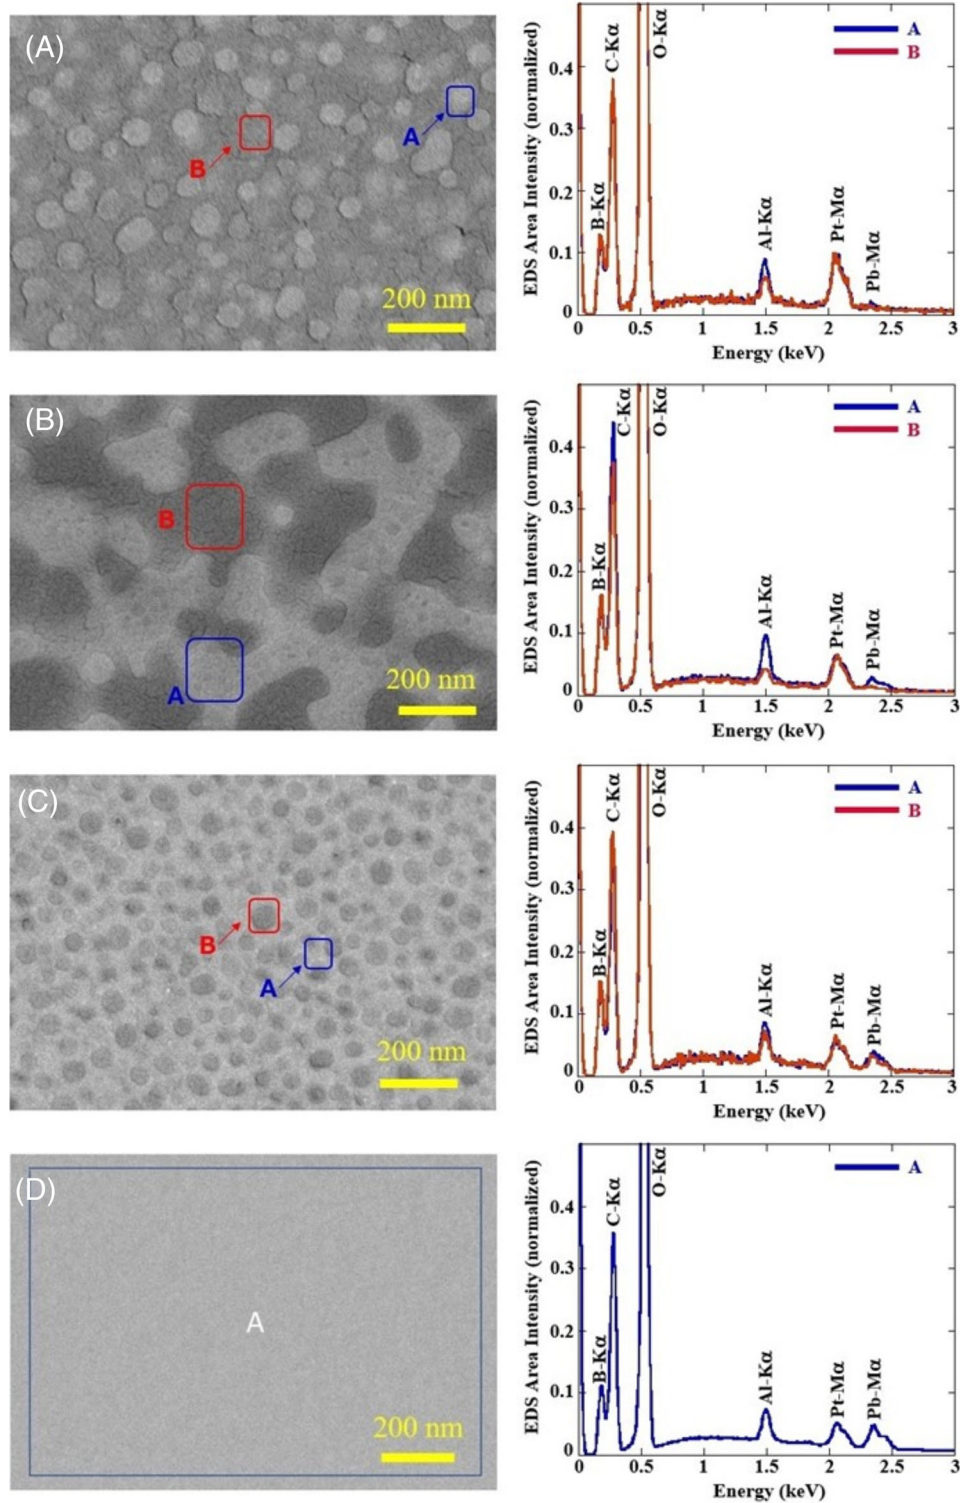 (A)
A
B
200 nm
EDS Area Intensity (normalized)
0.4
0.3
0.2
0.1
0
B-Kα
C-Kα
O-Kα
Al-Kα
Pt-Mα
Pb-Mα
A
B
0 0.5 1 1.5 2 2.5 3
Energy (keV)
(B)
B
A
200 nm
EDS Area Intensity (normalized)
0.4
0.3
0.2
0.1
0
B-Kα
C-Kα
O-Kα
Al-Kα
Pt-Mα
Pb-Mα
A
B
0 0.5 1 1.5 2 2.5 3
Energy (keV)
(C)
B
A
200 nm
EDS Area Intensity (normalized)
0.4
0.3
0.2
0.1
0
B-Kα
C-Kα
O-Kα
Al-Kα
Pt-Mα
Pb-Mα
A
B
0 0.5 1 1.5 2 2.5 3
Energy (keV)
(D)
A
200 nm
EDS Area Intensity (normalized)
0.4
0.3
0.2
0.1
0
B-Kα
C-Kα
O-Kα
Al-Kα
Pt-Mα
Pb-Mα
A
0 0.5 1 1.5 2 2.5 3
Energy (keV)